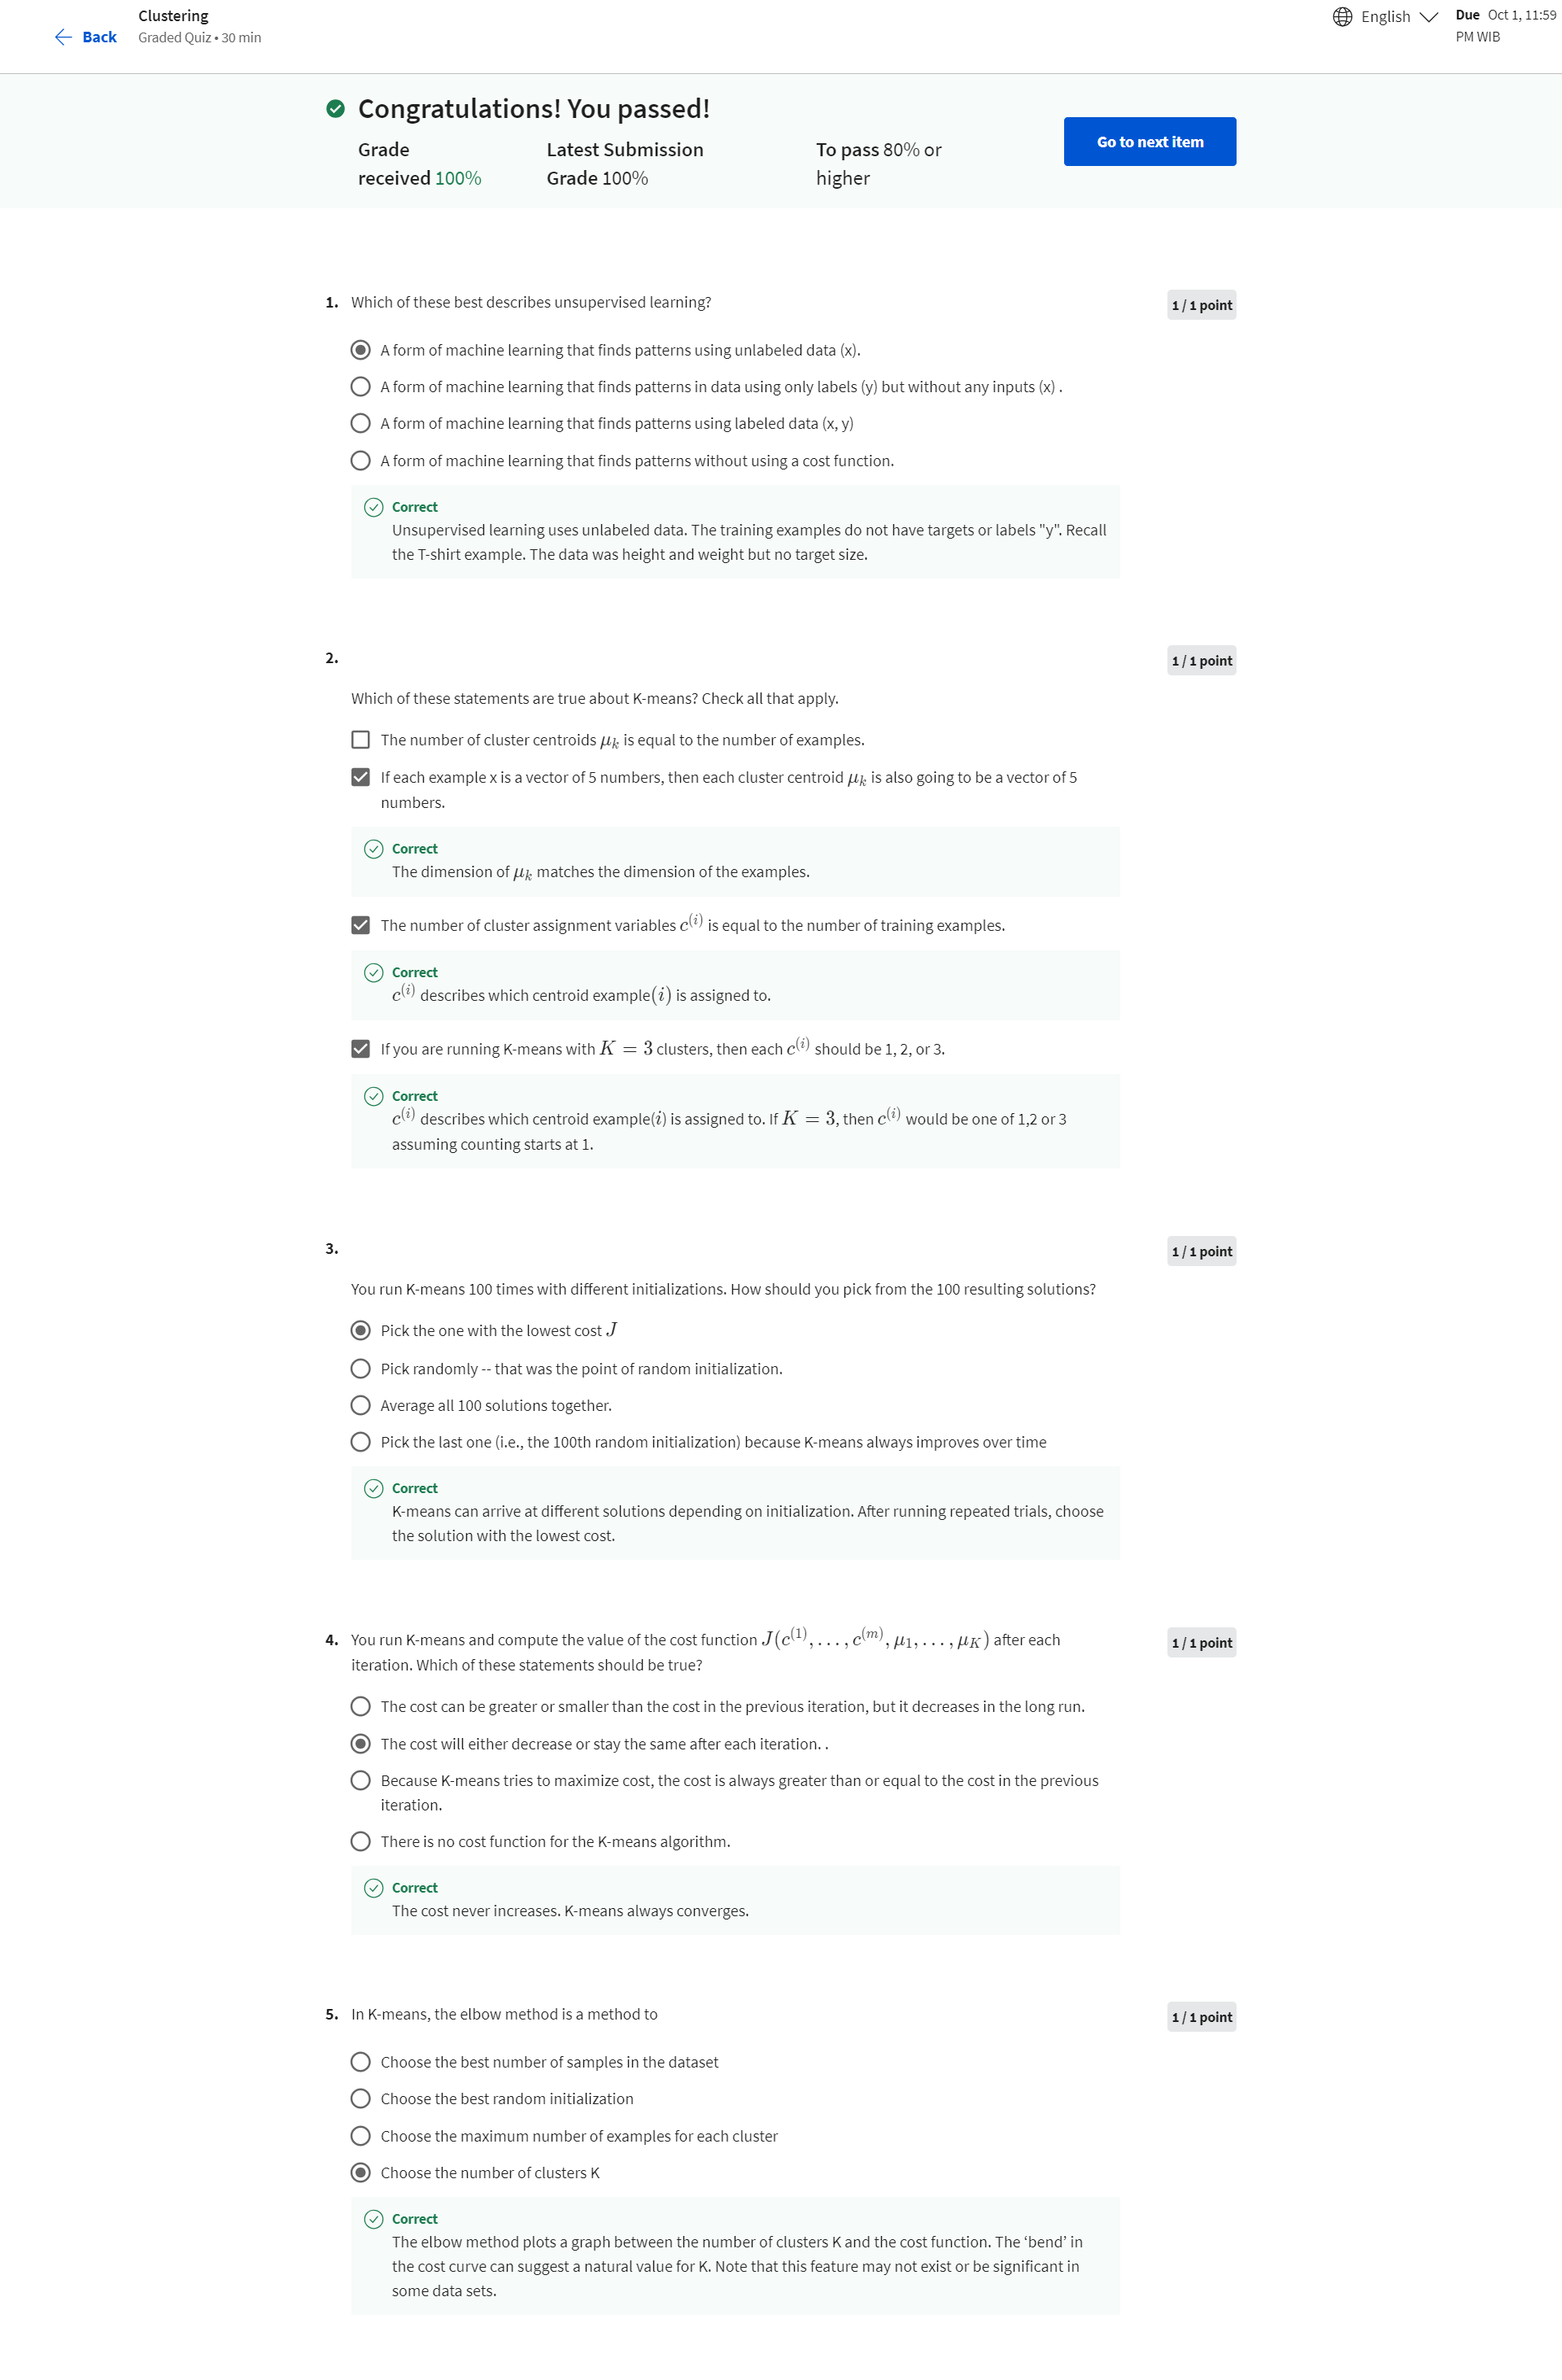 Back
Clustering
Graded Quiz • 30 min
English
Due Oct 1, 11:59
PM WIB
Congratulations! You passed!
Grade
received 100%
Latest Submission
Grade 100%
To pass 80% or
higher
Go to next item
1. Which of these best describes unsupervised learning?
1 / 1 point
A form of machine learning that finds patterns using unlabeled data (x).
A form of machine learning that finds patterns in data using only labels (y) but without any inputs (x) .
A form of machine learning that finds patterns using labeled data (x, y)
A form of machine learning that finds patterns without using a cost function.
Correct
Unsupervised learning uses unlabeled data. The training examples do not have targets or labels "y". Recall
the T-shirt example. The data was height and weight but no target size.
2.
1 / 1 point
Which of these statements are true about K-means? Check all that apply.
The number of cluster centroids μ_k is equal to the number of examples.
If each example x is a vector of 5 numbers, then each cluster centroid μ_k is also going to be a vector of 5
numbers.
Correct
The dimension of μ_k matches the dimension of the examples.
The number of cluster assignment variables c^(i) is equal to the number of training examples.
Correct
c^(i) describes which centroid example(i) is assigned to.
If you are running K-means with K = 3 clusters, then each c^(i) should be 1, 2, or 3.
Correct
c^(i) describes which centroid example(i) is assigned to. If K = 3, then c^(i) would be one of 1,2 or 3
assuming counting starts at 1.
3.
1 / 1 point
You run K-means 100 times with different initializations. How should you pick from the 100 resulting solutions?
Pick the one with the lowest cost J
Pick randomly -- that was the point of random initialization.
Average all 100 solutions together.
Pick the last one (i.e., the 100th random initialization) because K-means always improves over time
Correct
K-means can arrive at different solutions depending on initialization. After running repeated trials, choose
the solution with the lowest cost.
4. You run K-means and compute the value of the cost function J(c^(1), . . . , c^(m), μ_1, . . . , μ_K) after each
iteration. Which of these statements should be true?
1 / 1 point
The cost can be greater or smaller than the cost in the previous iteration, but it decreases in the long run.
The cost will either decrease or stay the same after each iteration. .
Because K-means tries to maximize cost, the cost is always greater than or equal to the cost in the previous
iteration.
There is no cost function for the K-means algorithm.
Correct
The cost never increases. K-means always converges.
5. In K-means, the elbow method is a method to
1 / 1 point
Choose the best number of samples in the dataset
Choose the best random initialization
Choose the maximum number of examples for each cluster
Choose the number of clusters K
Correct
The elbow method plots a graph between the number of clusters K and the cost function. The ‘bend’ in
the cost curve can suggest a natural value for K. Note that this feature may not exist or be significant in
some data sets.